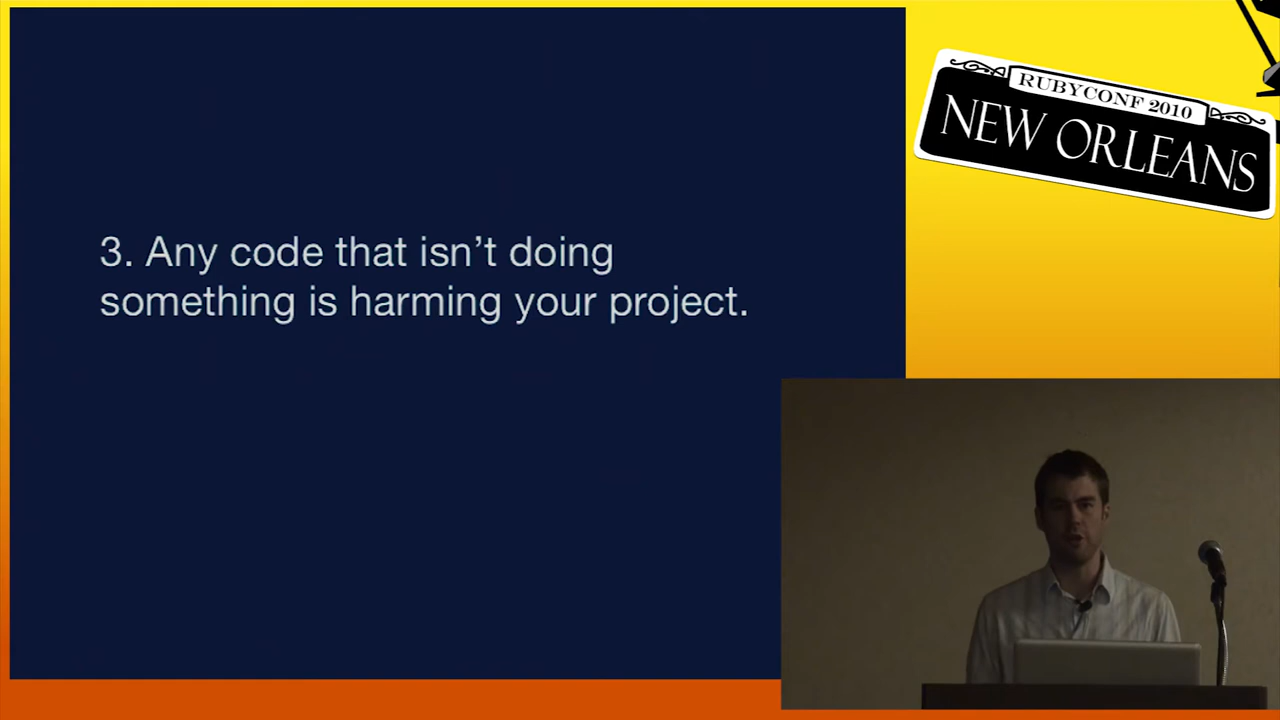 3. Any code that isn’t doing
something is harming your project.
RUBYCONF 2010
NEW ORLEANS